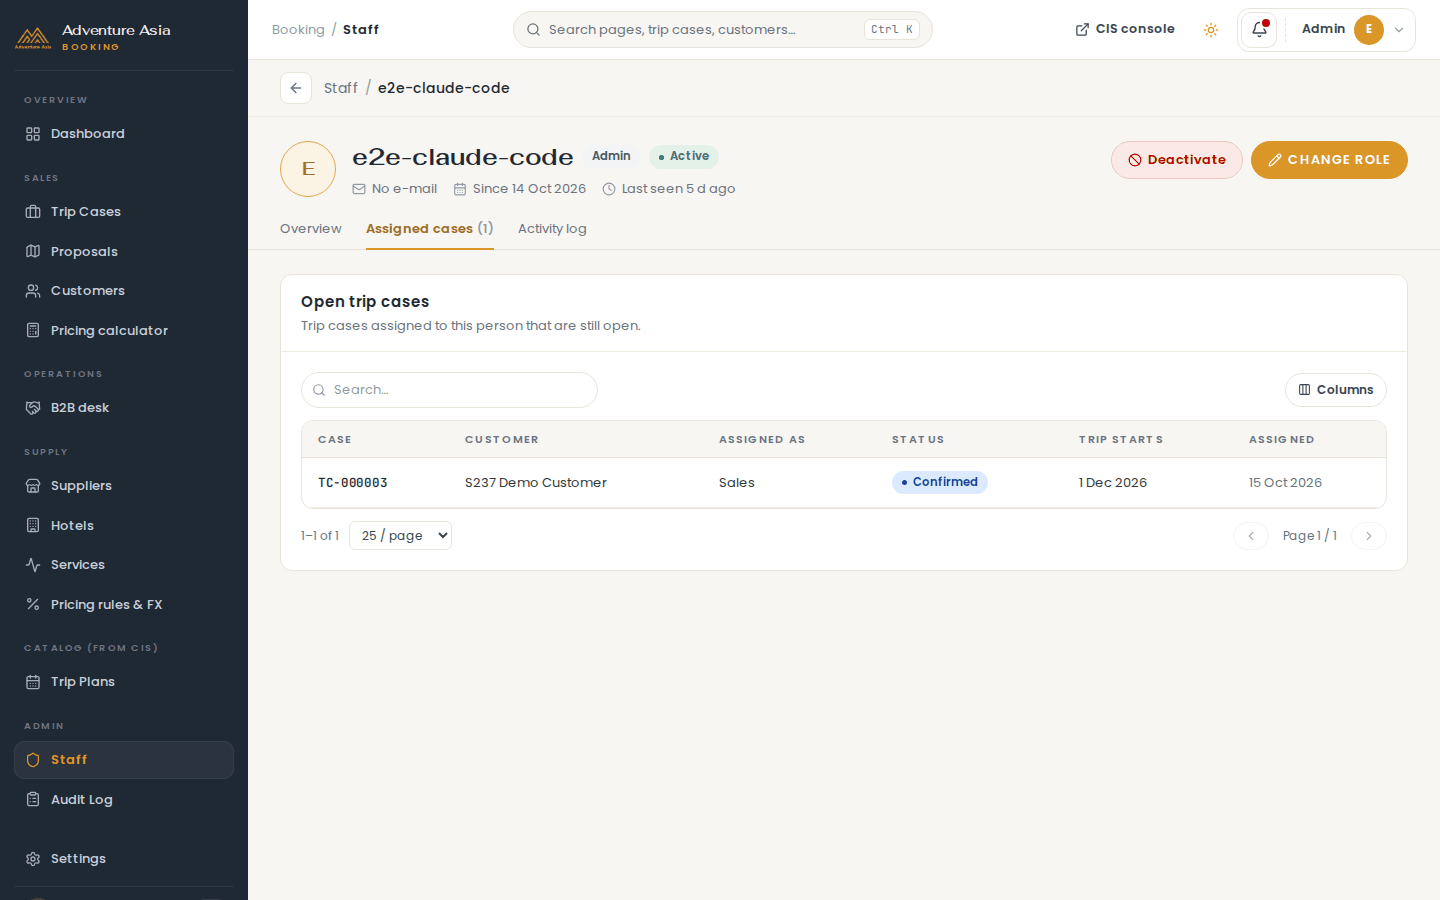 Adventure Asia
BOOKING
Adventure Asia
OVERVIEW
Dashboard
SALES
Trip Cases
Proposals
Customers
Pricing calculator
OPERATIONS
B2B desk
SUPPLY
Suppliers
Hotels
Services
Pricing rules & FX
CATALOG (FROM CIS)
Trip Plans
ADMIN
Staff
Audit Log
Settings
Booking / Staff
Search pages, trip cases, customers...
Ctrl K
CIS console
Admin
E
Staff / e2e-claude-code
E
e2e-claude-code
Admin
Active
No e-mail
Since 14 Oct 2026
Last seen 5 d ago
Deactivate
CHANGE ROLE
Overview
Assigned cases (1)
Activity log
Open trip cases
Trip cases assigned to this person that are still open.
Search...
Columns
CASE CUSTOMER ASSIGNED AS STATUS TRIP STARTS ASSIGNED
TC-000003 S237 Demo Customer Sales Confirmed 1 Dec 2026 15 Oct 2026
1–1 of 1
25 / page
Page 1 / 1